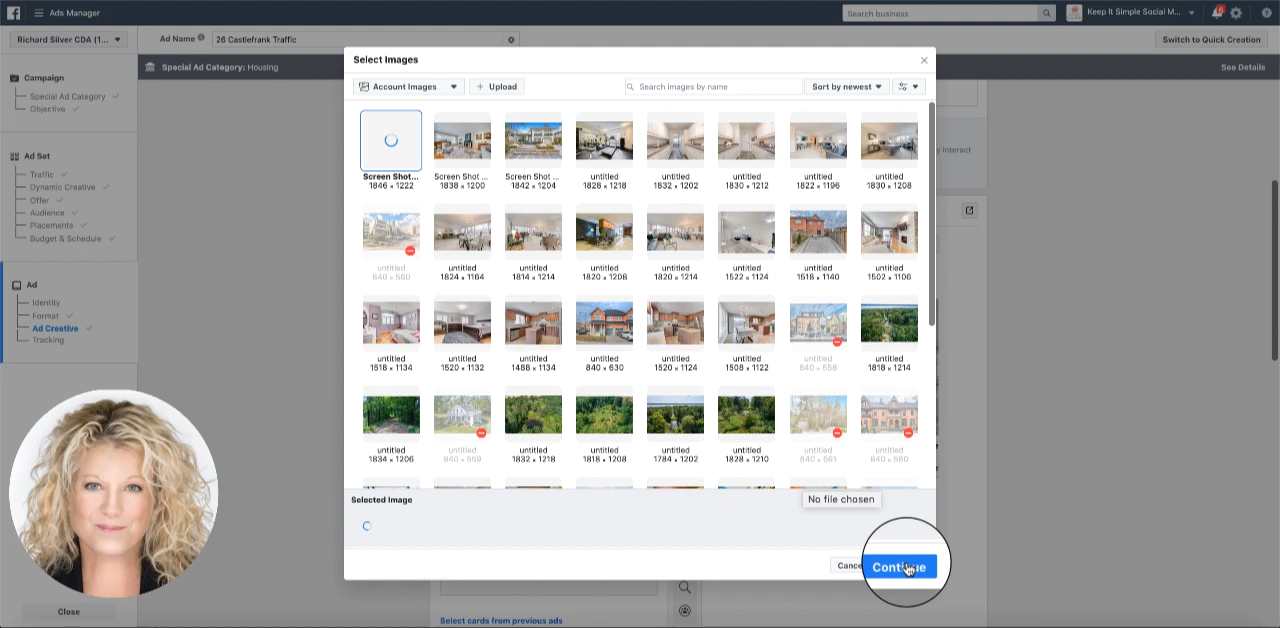 Ads Manager
Search business
Keep It Simple Social M...
6
Richard Silver CDA (1...
Ad Name
26 Castlefrank Traffic
Switch to Quick Creation
Special Ad Category: Housing
See Details
Campaign
Special Ad Category
Objective
Ad Set
Traffic
Dynamic Creative
Offer
Audience
Placements
Budget & Schedule
Ad
Identity
Format
Ad Creative
Tracking
Close
Select Images
Account Images
Upload
Search images by name
Sort by newest
y interact
Screen Shot... Screen Shot ... Screen Shot ... untitled untitled untitled untitled untitled
1846 × 1222 1838 × 1200 1842 × 1204 1828 × 1218 1832 × 1202 1830 × 1212 1822 × 1196 1830 × 1208
untitled untitled untitled untitled untitled untitled untitled untitled
840 × 560 1824 × 1164 1814 × 1214 1820 × 1208 1820 × 1214 1522 × 1124 1518 × 1140 1502 × 1106
untitled untitled untitled untitled untitled untitled untitled untitled
1518 × 1134 1520 × 1132 1488 × 1134 840 × 630 1520 × 1124 1508 × 1122 840 × 558 1818 × 1214
untitled untitled untitled untitled untitled untitled untitled untitled
1834 × 1206 840 × 559 1832 × 1218 1818 × 1208 1784 × 1202 1828 × 1210 840 × 561 840 × 560
Selected Image
No file chosen
Cance
Continue
Select cards from previous ads